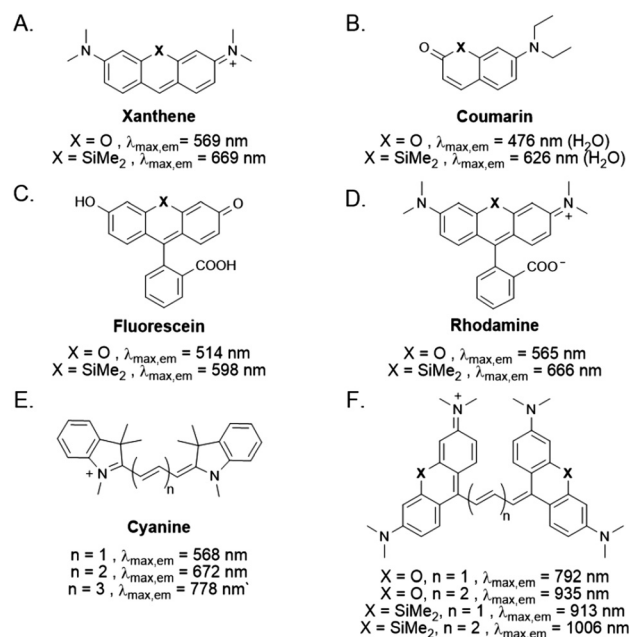 A.
N
X
N
+
Xanthene
X = O , λmax,em = 569 nm
X = SiMe2 , λmax,em = 669 nm
B.
O
X
N
Coumarin
X = O , λmax,em = 476 nm (H2O)
X = SiMe2 , λmax,em = 626 nm (H2O)
C.
HO
X
O
COOH
Fluorescein
X = O , λmax,em = 514 nm
X = SiMe2 , λmax,em = 598 nm
D.
N
X
N
+
COO−
Rhodamine
X = O , λmax,em = 565 nm
X = SiMe2 , λmax,em = 666 nm
E.
+
N
n
N
Cyanine
n = 1 , λmax,em = 568 nm
n = 2 , λmax,em = 672 nm
n = 3 , λmax,em = 778 nm`
F.
+
N
N
X
X
N
n
N
X = O, n = 1 , λmax,em = 792 nm
X = O, n = 2 , λmax,em = 935 nm
X = SiMe2, n = 1 , λmax,em = 913 nm
X = SiMe2, n = 2 , λmax,em = 1006 nm